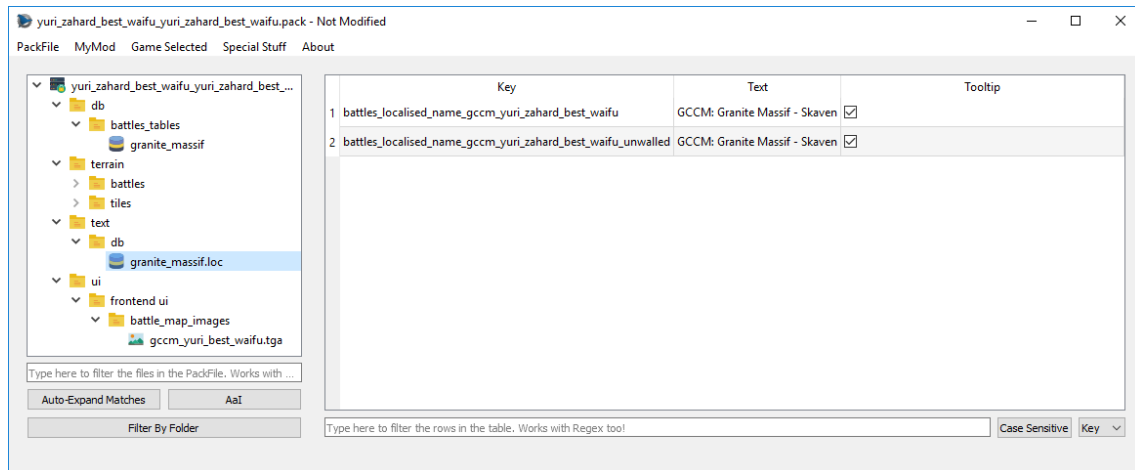 yuri_zahard_best_waifu_yuri_zahard_best_waifu.pack - Not Modified
PackFile MyMod Game Selected Special Stuff About
yuri_zahard_best_waifu_yuri_zahard_best_...
db
battles_tables
granite_massif
terrain
battles
tiles
text
db
granite_massif.loc
ui
frontend ui
battle_map_images
gccm_yuri_best_waifu.tga
Type here to filter the files in the PackFile. Works with ...
Auto-Expand Matches AaI
Filter By Folder
Key Text Tooltip
1 battles_localised_name_gccm_yuri_zahard_best_waifu GCCM: Granite Massif - Skaven
2 battles_localised_name_gccm_yuri_zahard_best_waifu_unwalled GCCM: Granite Massif - Skaven
Type here to filter the rows in the table. Works with Regex too! Case Sensitive Key